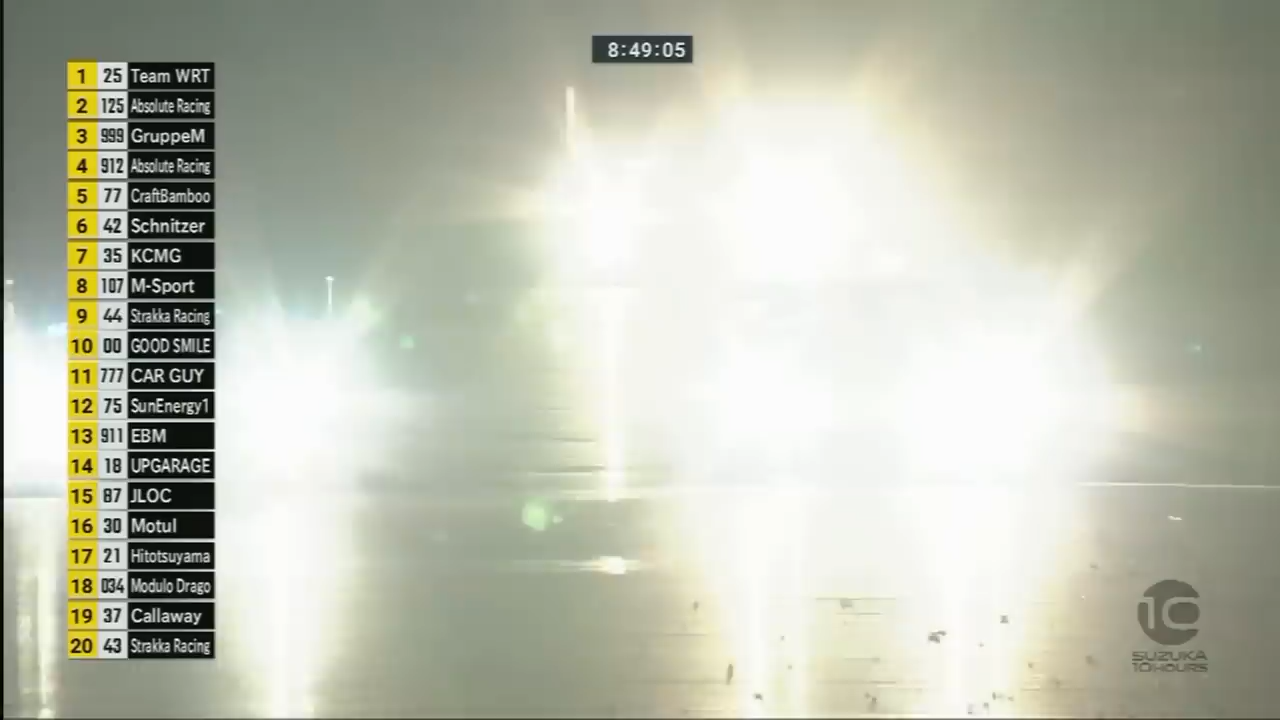 8:49:05
1 25 Team WRT
2 125 Absolute Racing
3 999 GruppeM
4 912 Absolute Racing
5 77 CraftBamboo
6 42 Schnitzer
7 35 KCMG
8 107 M-Sport
9 44 Strakka Racing
10 00 GOOD SMILE
11 777 CAR GUY
12 75 SunEnergy1
13 911 EBM
14 18 UPGARAGE
15 87 JLOC
16 30 Motul
17 21 Hitotsuyama
18 034 Modulo Drago
19 37 Callaway
20 43 Strakka Racing
10
SUZUKA
10HOURS